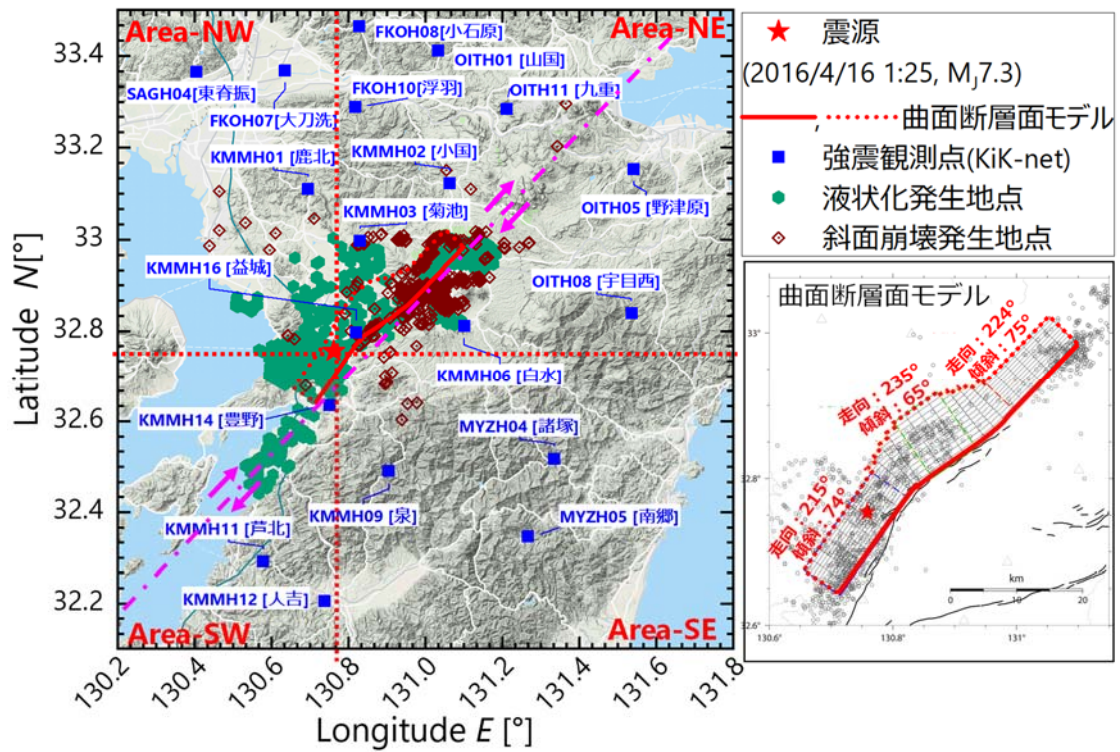 Area-NW
Area-NE
FKOH08[小石原]
OITH01 [山国]
SAGH04[東脊振]
FKOH10[浮羽]
OITH11 [九重]
FKOH07[大刀洗]
KMMH01 [鹿北]
KMMH02 [小国]
KMMH03 [菊池]
OITH05 [野津原]
KMMH16 [益城]
OITH08 [宇目西]
KMMH06 [白水]
KMMH14 [豊野]
MYZH04 [諸塚]
KMMH09 [泉]
MYZH05 [南郷]
KMMH11 [芦北]
KMMH12 [人吉]
Area-SW
Area-SE
33.4
33.2
33
32.8
32.6
32.4
32.2
Latitude N[°]
130.2
130.4
130.6
130.8
131.0
131.2
131.4
131.6
131.8
Longitude E [°]
震源
(2016/4/16 1:25, MJ7.3)
, 曲面断層面モデル
強震観測点(KiK-net)
液状化発生地点
斜面崩壊発生地点
曲面断層面モデル
走向：224°
傾斜：75°
走向：235°
傾斜：65°
走向：215°
傾斜：74°
33°
32.8
32.6
130.6
130.8
131°
km
0
10
20